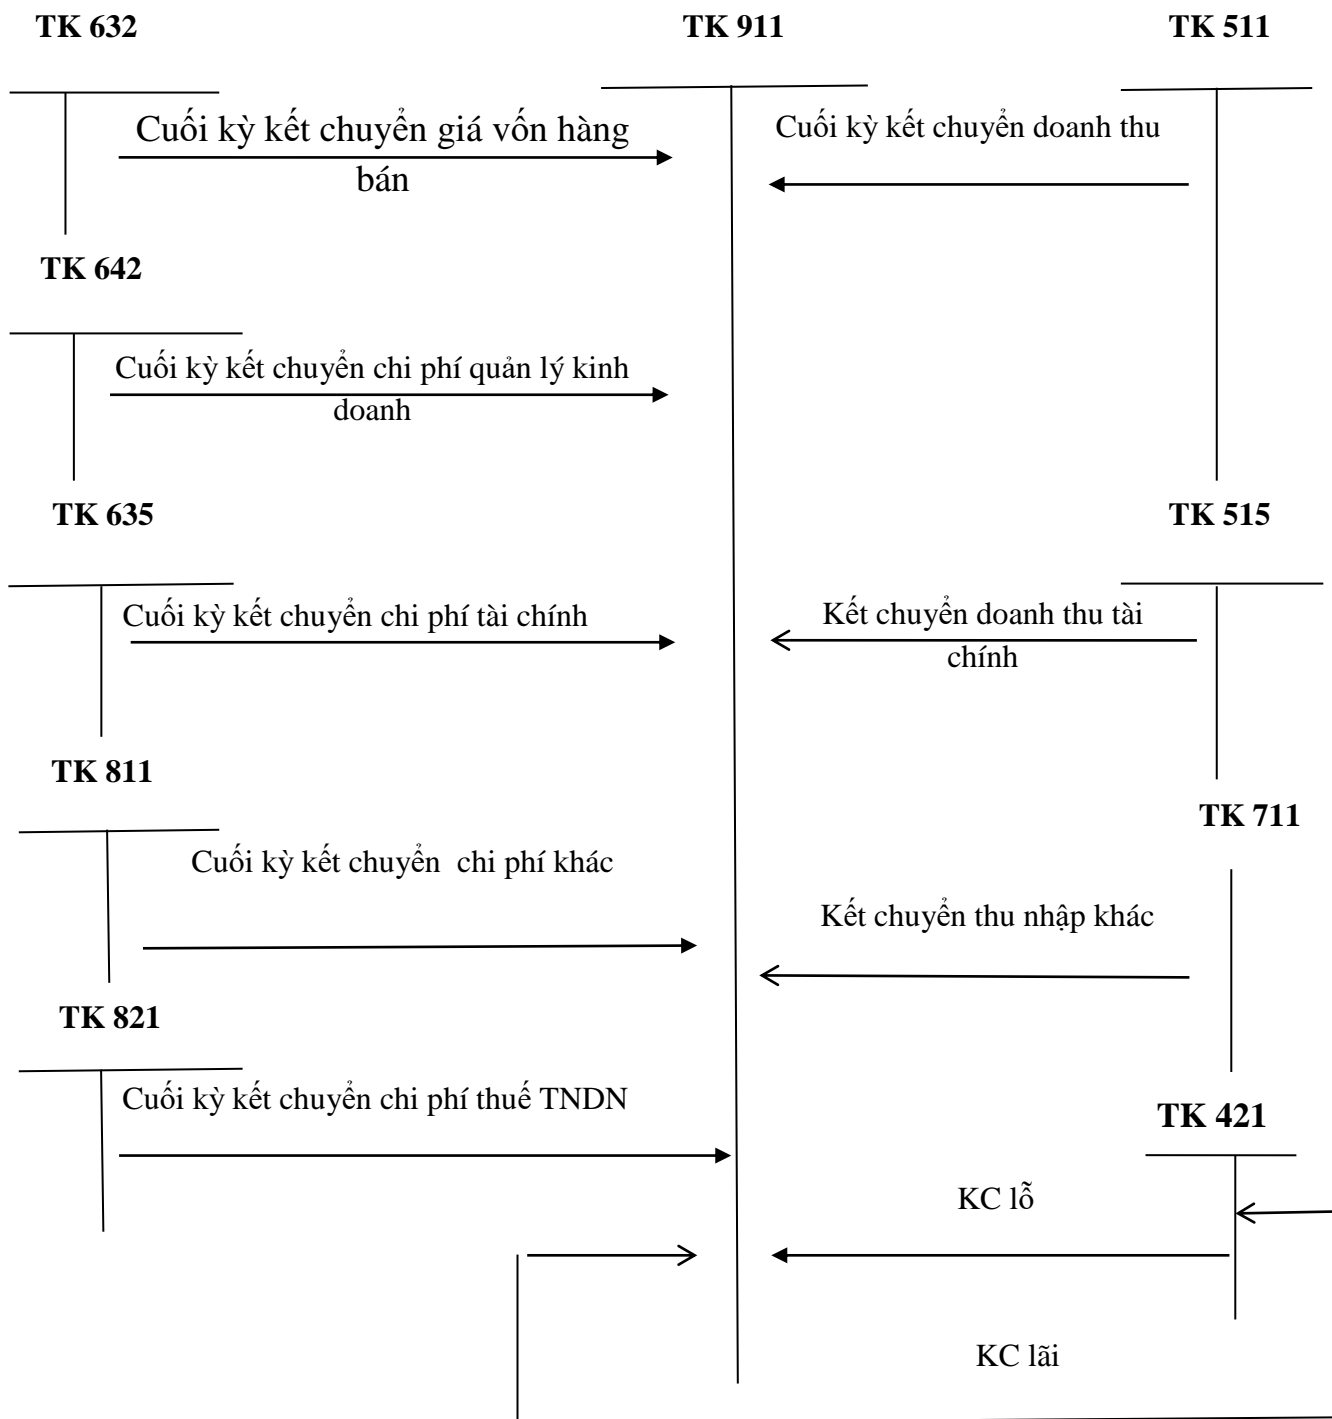 TK 632
TK 911
TK 511
Cuối kỳ kết chuyển giá vốn hàng
bán
Cuối kỳ kết chuyển doanh thu
TK 642
Cuối kỳ kết chuyển chi phí quản lý kinh
doanh
TK 635
TK 515
Cuối kỳ kết chuyển chi phí tài chính
Kết chuyển doanh thu tài
chính
TK 811
TK 711
Cuối kỳ kết chuyển  chi phí khác
Kết chuyển thu nhập khác
TK 821
Cuối kỳ kết chuyển chi phí thuế TNDN
TK 421
KC lỗ
KC lãi